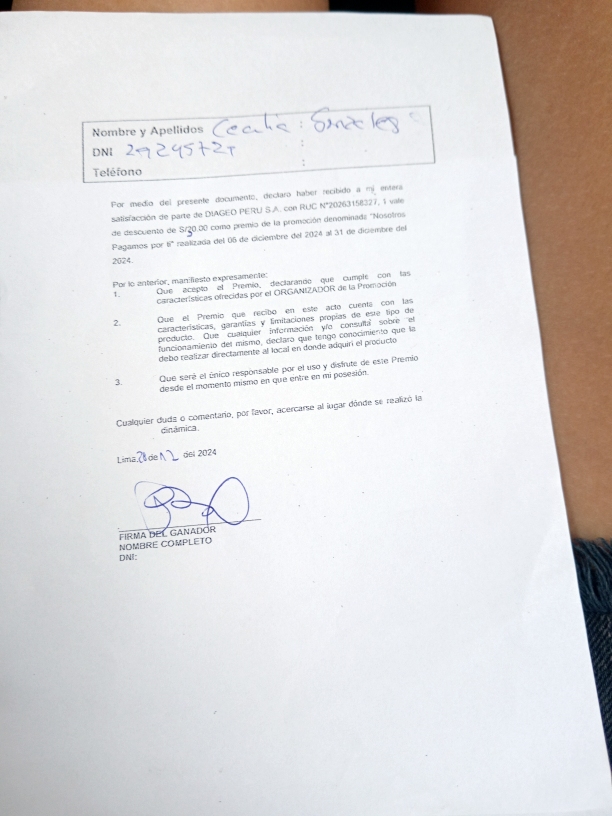 Nombre y Apellidos Cecilia Gonzales
DNI
Teléfono
Por medio del presente documento, declaro haber recibido a mi entera
satisfacción de parte de DIAGEO PERU S.A. con RUC N°20263158327, 1 vale
de descuento de S/20.00 como premio de la promoción denominada "Nosotros
Pagamos por ti" realizada del 06 de diciembre del 2024 al 31 de diciembre del
2024.
Por lo anterior, manifiesto expresamente:
1. Que acepto el Premio, declarando que cumple con las
características ofrecidas por el ORGANIZADOR de la Promoción
2. Que el Premio que recibo en este acto cuenta con las
características, garantías y limitaciones propias de este tipo de
producto. Que cualquier información y/o consulta sobre el
funcionamiento del mismo, declaro que tengo conocimiento que la
debo realizar directamente al local en donde adquirí el producto
3. Que seré el único responsable por el uso y disfrute de este Premio
desde el momento mismo en que entre en mi posesión.
Cualquier duda o comentario, por favor, acercarse al lugar dónde se realizó la
dinámica.
Lima, 28 de 12 del 2024
FIRMA DEL GANADOR
NOMBRE COMPLETO
DNI: